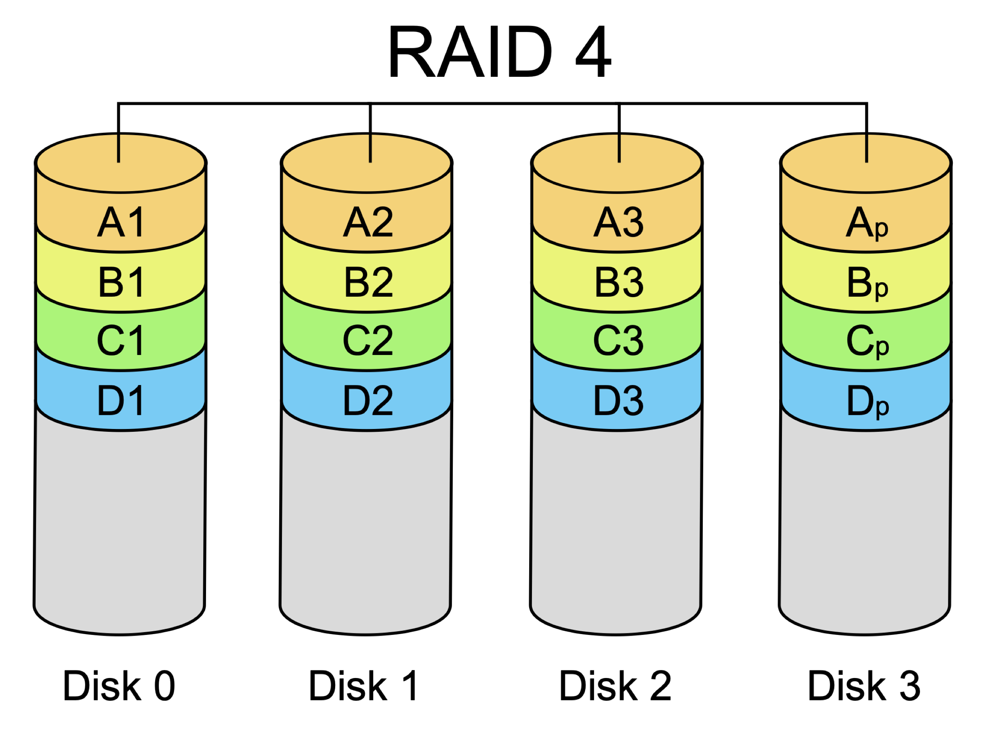 RAID 4
A1 A2 A3 Ap
B1 B2 B3 Bp
C1 C2 C3 Cp
D1 D2 D3 Dp
Disk 0 Disk 1 Disk 2 Disk 3